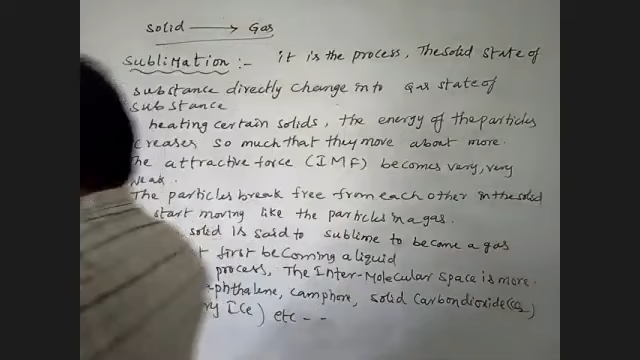 solid → Gas
Sublimation :- it is the process, The solid state of
substance directly change into Gas state of
substance
heating certain solids, the energy of the particles
creases so much that they move about more.
he attractive force (IMF) becomes very, very
weak.
The particles break free from each other in the solid
start moving like the particles in a gas.
solid is said to sublime to become a gas
t first becoming a liquid
process, The Inter-Molecular space is more.
phthalene, camphore, solid Carbondioxide(CO2)
ry Ice) etc - -